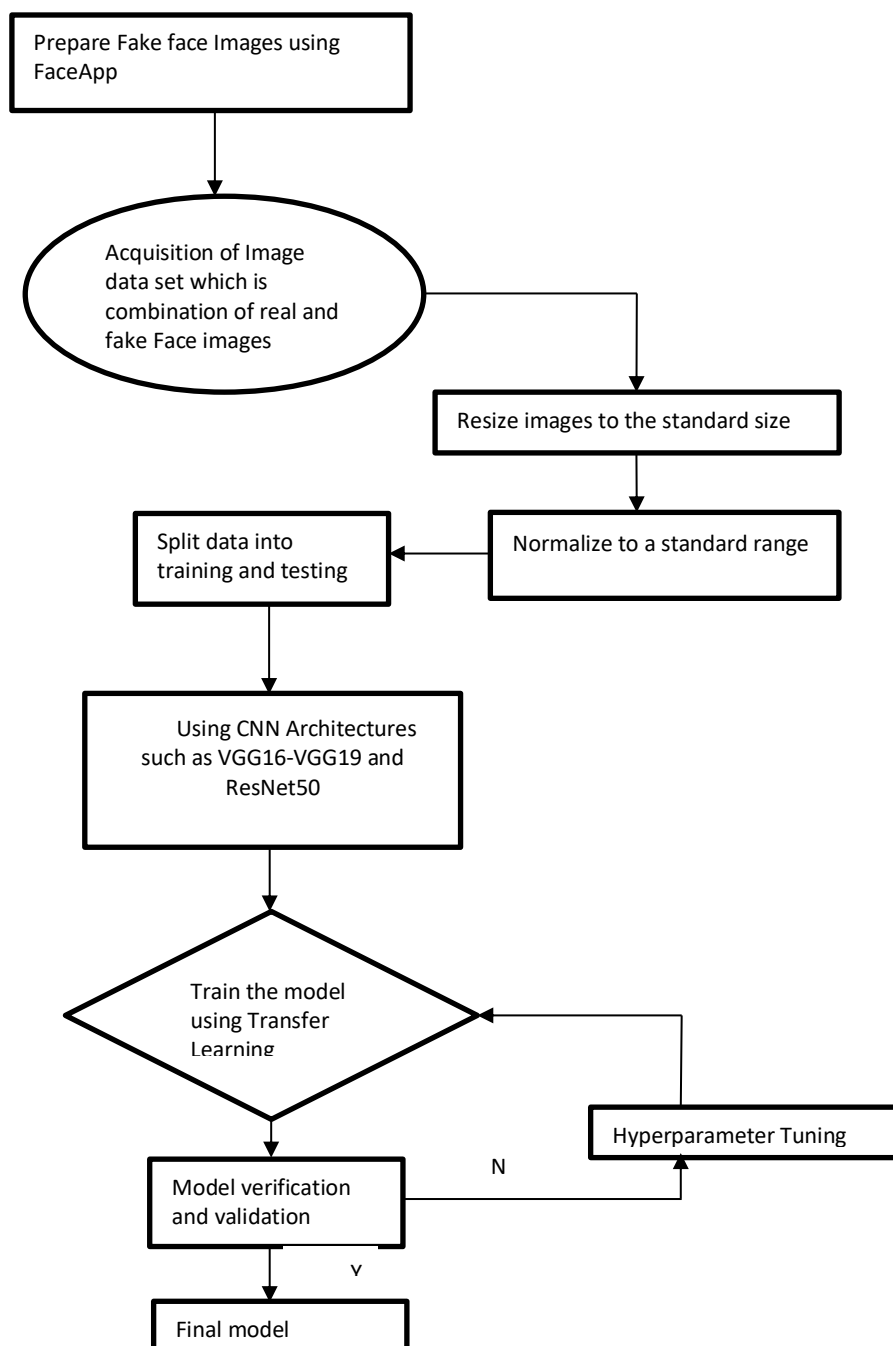 Prepare Fake face Images using
FaceApp
Acquisition of Image
data set which is
combination of real and
fake Face images
Resize images to the standard size
Normalize to a standard range
Split data into
training and testing
Using CNN Architectures
such as VGG16-VGG19 and
ResNet50
Train the model
using Transfer
Learning
Hyperparameter Tuning
N
Model verification
and validation
Y
Final model